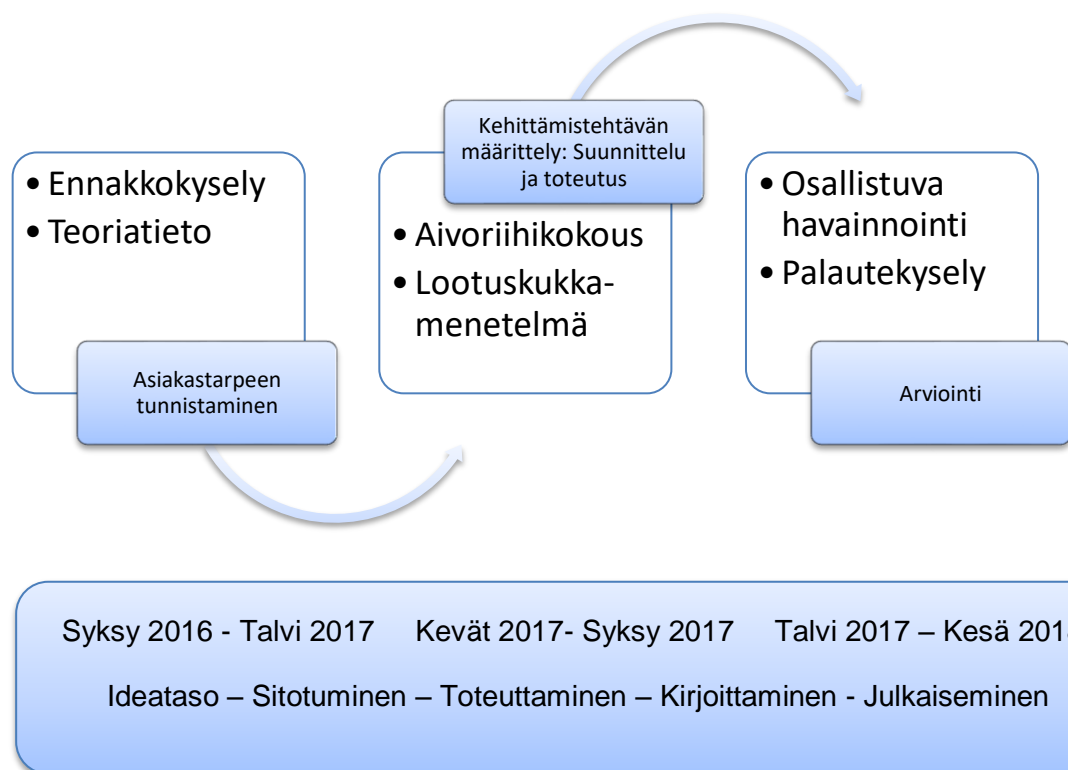 • Ennakkokysely
• Teoriatieto
Asiakastarpeen
tunnistaminen
Kehittämistehtävän
määrittely: Suunnittelu
ja toteutus
• Aivoriihikokous
• Lootuskukka-
menetelmä
• Osallistuva
havainnointi
• Palautekysely
Arviointi
Syksy 2016 - Talvi 2017 Kevät 2017- Syksy 2017 Talvi 2017 – Kesä
Ideataso – Sitotuminen – Toteuttaminen – Kirjoittaminen - Julkaiseminen